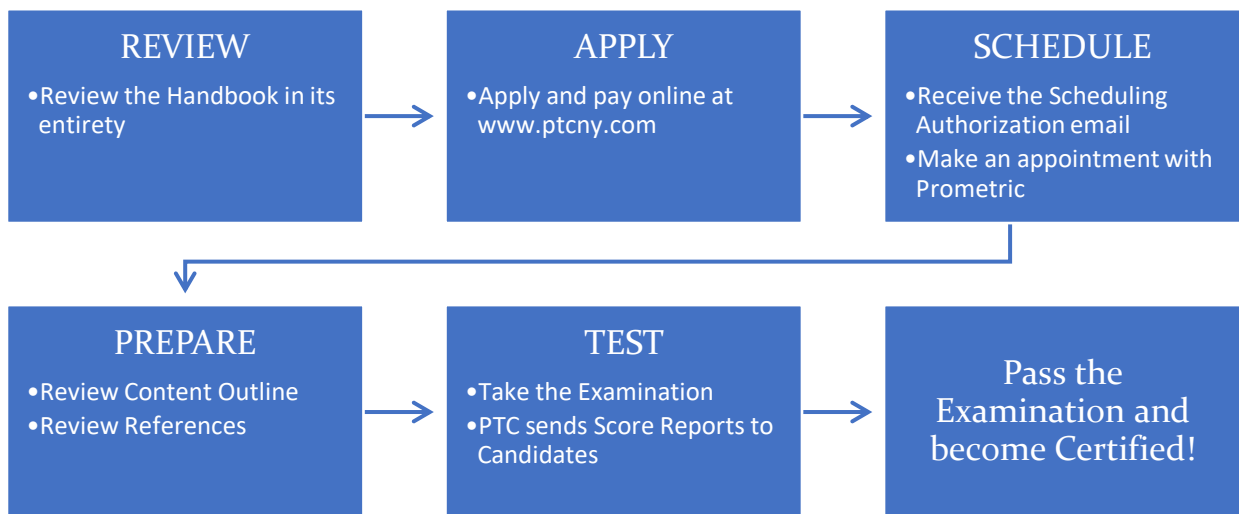 REVIEW
•Review the Handbook in its
entirety
APPLY
•Apply and pay online at
www.ptcny.com
SCHEDULE
•Receive the Scheduling
Authorization email
•Make an appointment with
Prometric
PREPARE
•Review Content Outline
•Review References
TEST
•Take the Examination
•PTC sends Score Reports to
Candidates
Pass the
Examination and
become Certified!